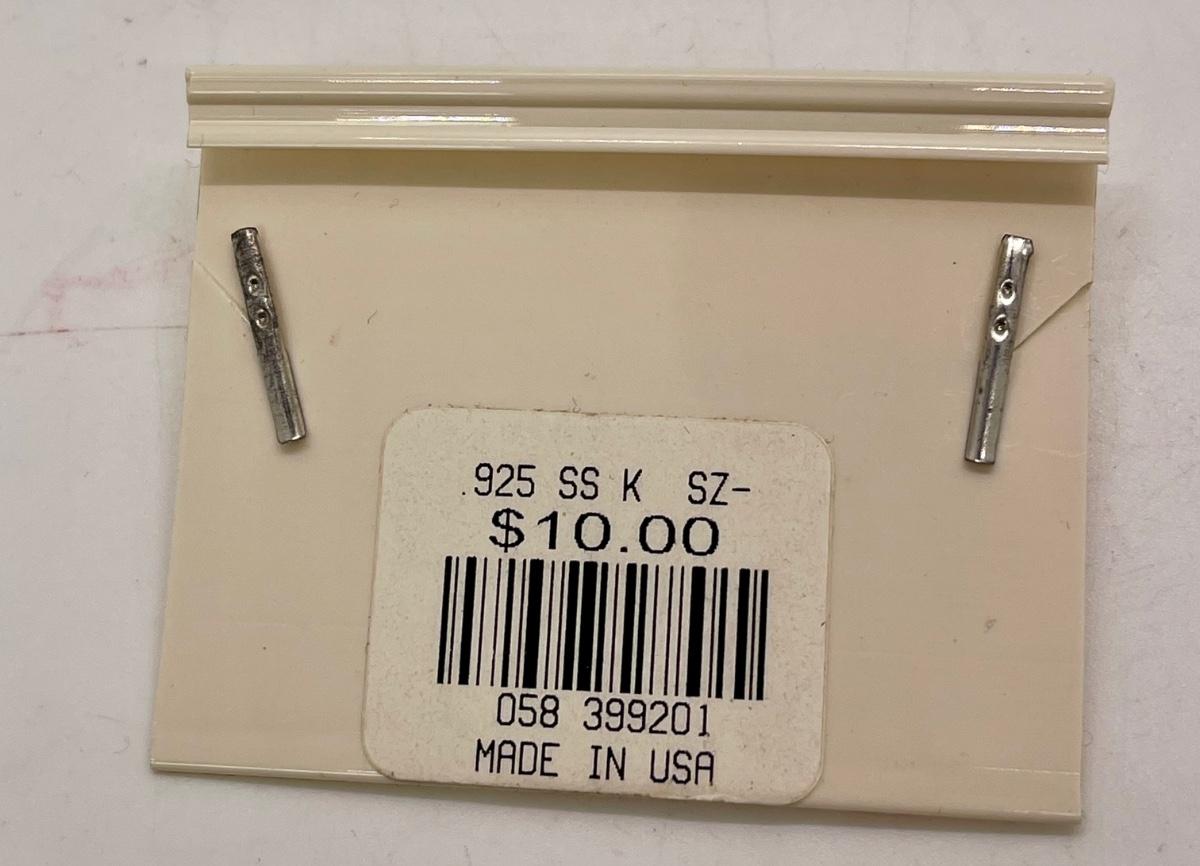 .925 SS K SZ-
$10.00
058 399201
MADE IN USA